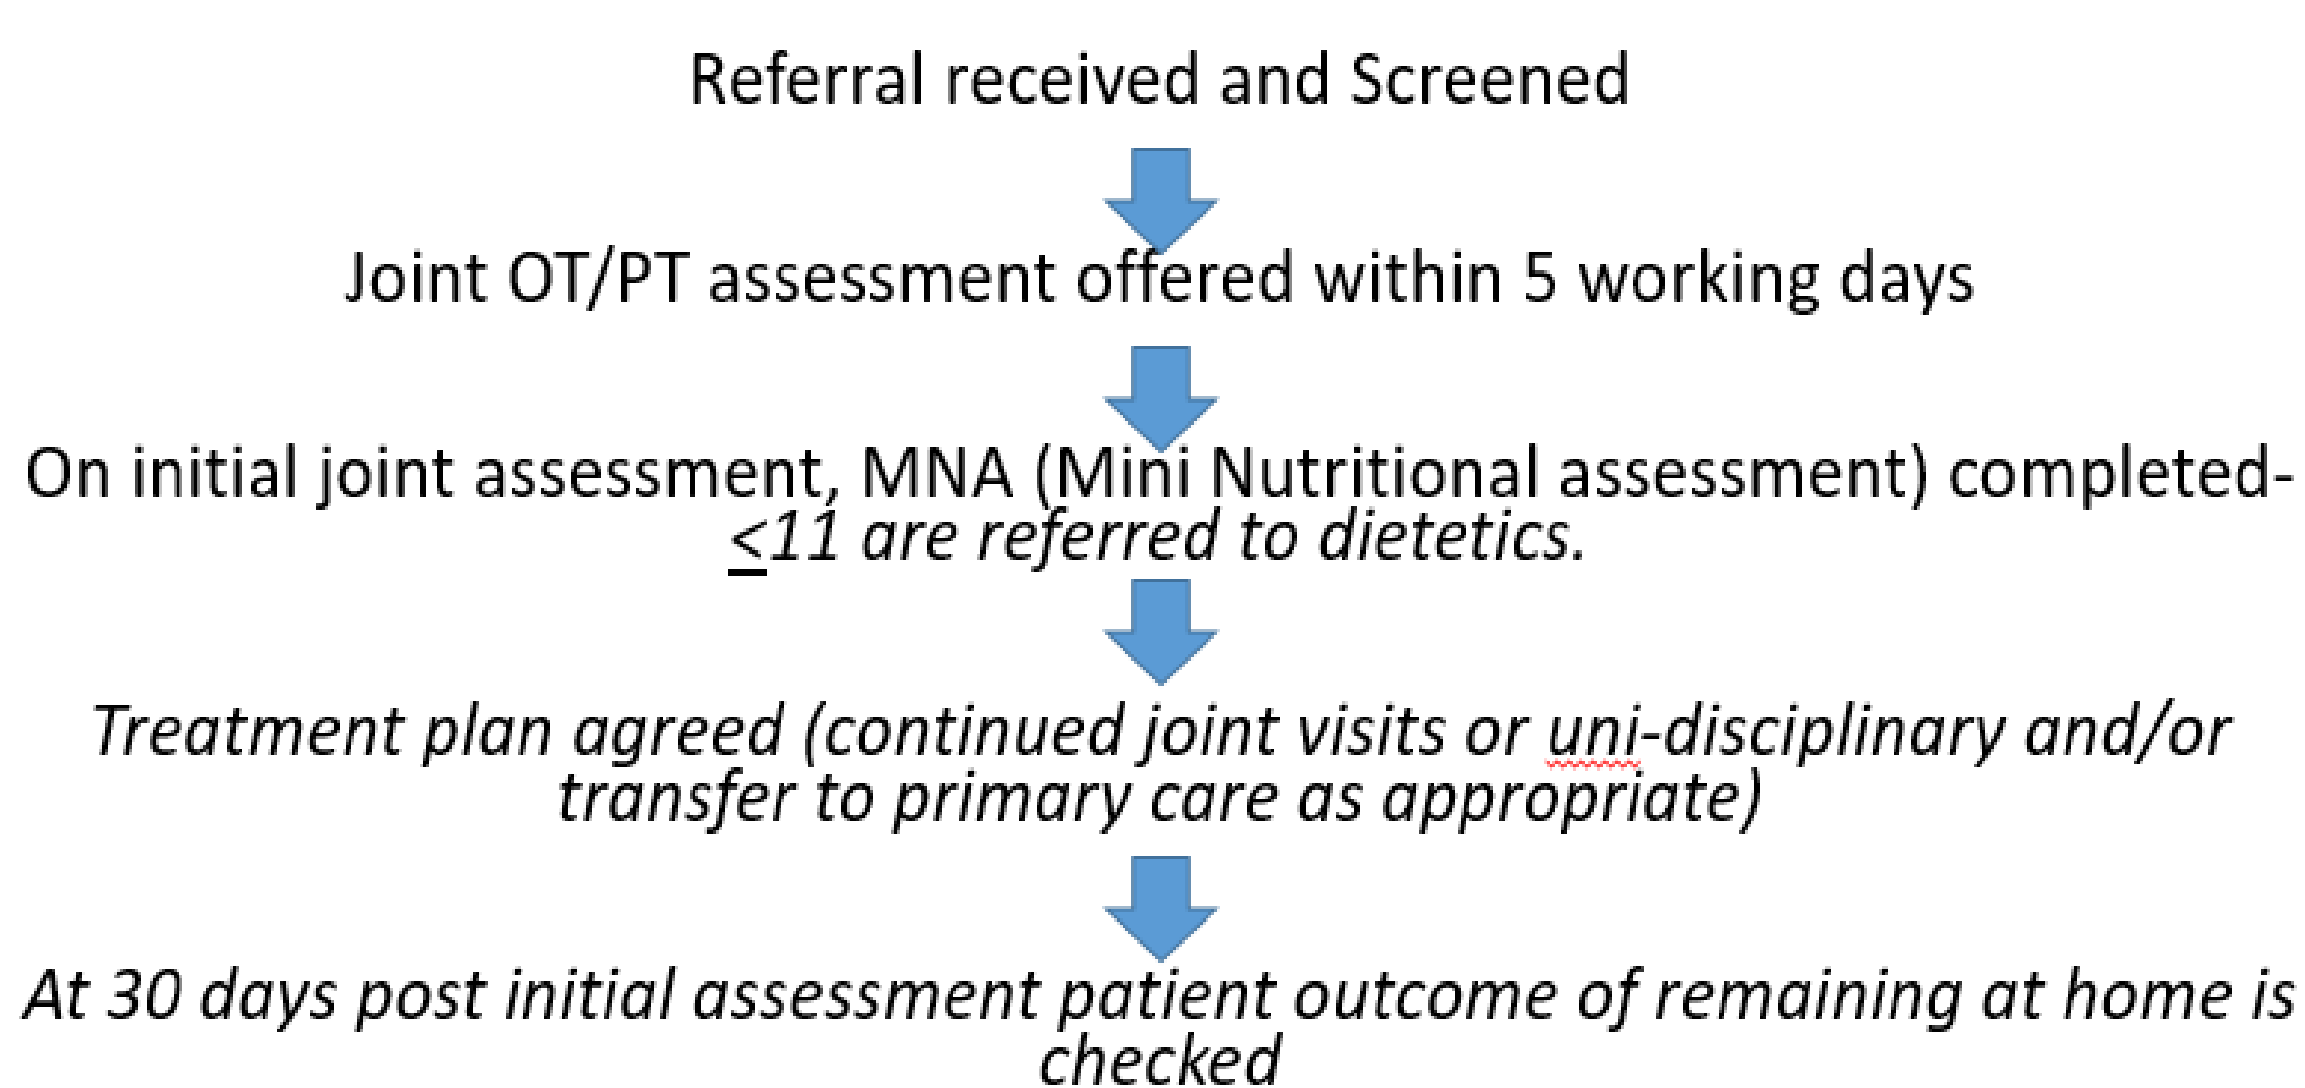 Referral received and Screened
Joint OT/PT assessment offered within 5 working days
On initial joint assessment, MNA (Mini Nutritional assessment) completed-
<11 are referred to dietetics.
Treatment plan agreed (continued joint visits or uni-disciplinary and/or
transfer to primary care as appropriate)
At 30 days post initial assessment patient outcome of remaining at home is
checked